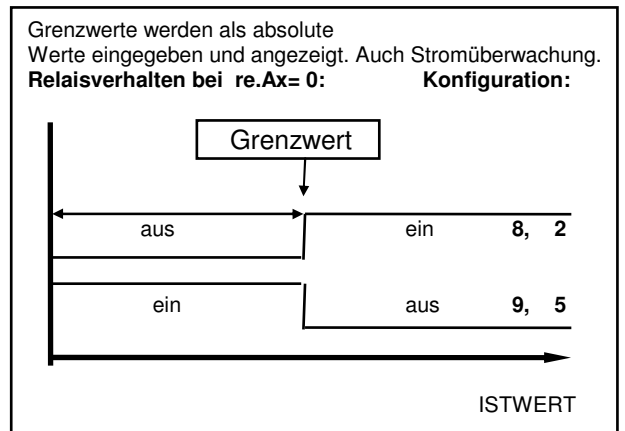 Grenzwerte werden als absolute
Werte eingegeben und angezeigt. Auch Stromüberwachung.
Relaisverhalten bei re.Ax= 0: Konfiguration:
Grenzwert
aus ein 8, 2
ein aus 9, 5
ISTWERT